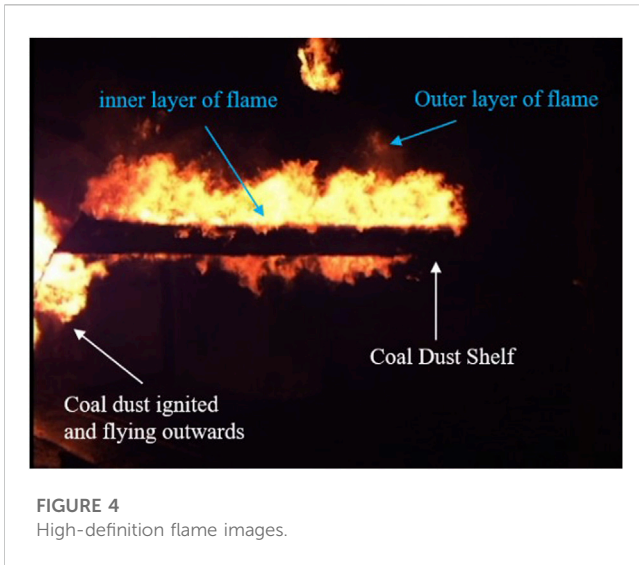 inner layer of flame
Outer layer of flame
Coal Dust Shelf
Coal dust ignited
and flying outwards
FIGURE 4
High-definition flame images.